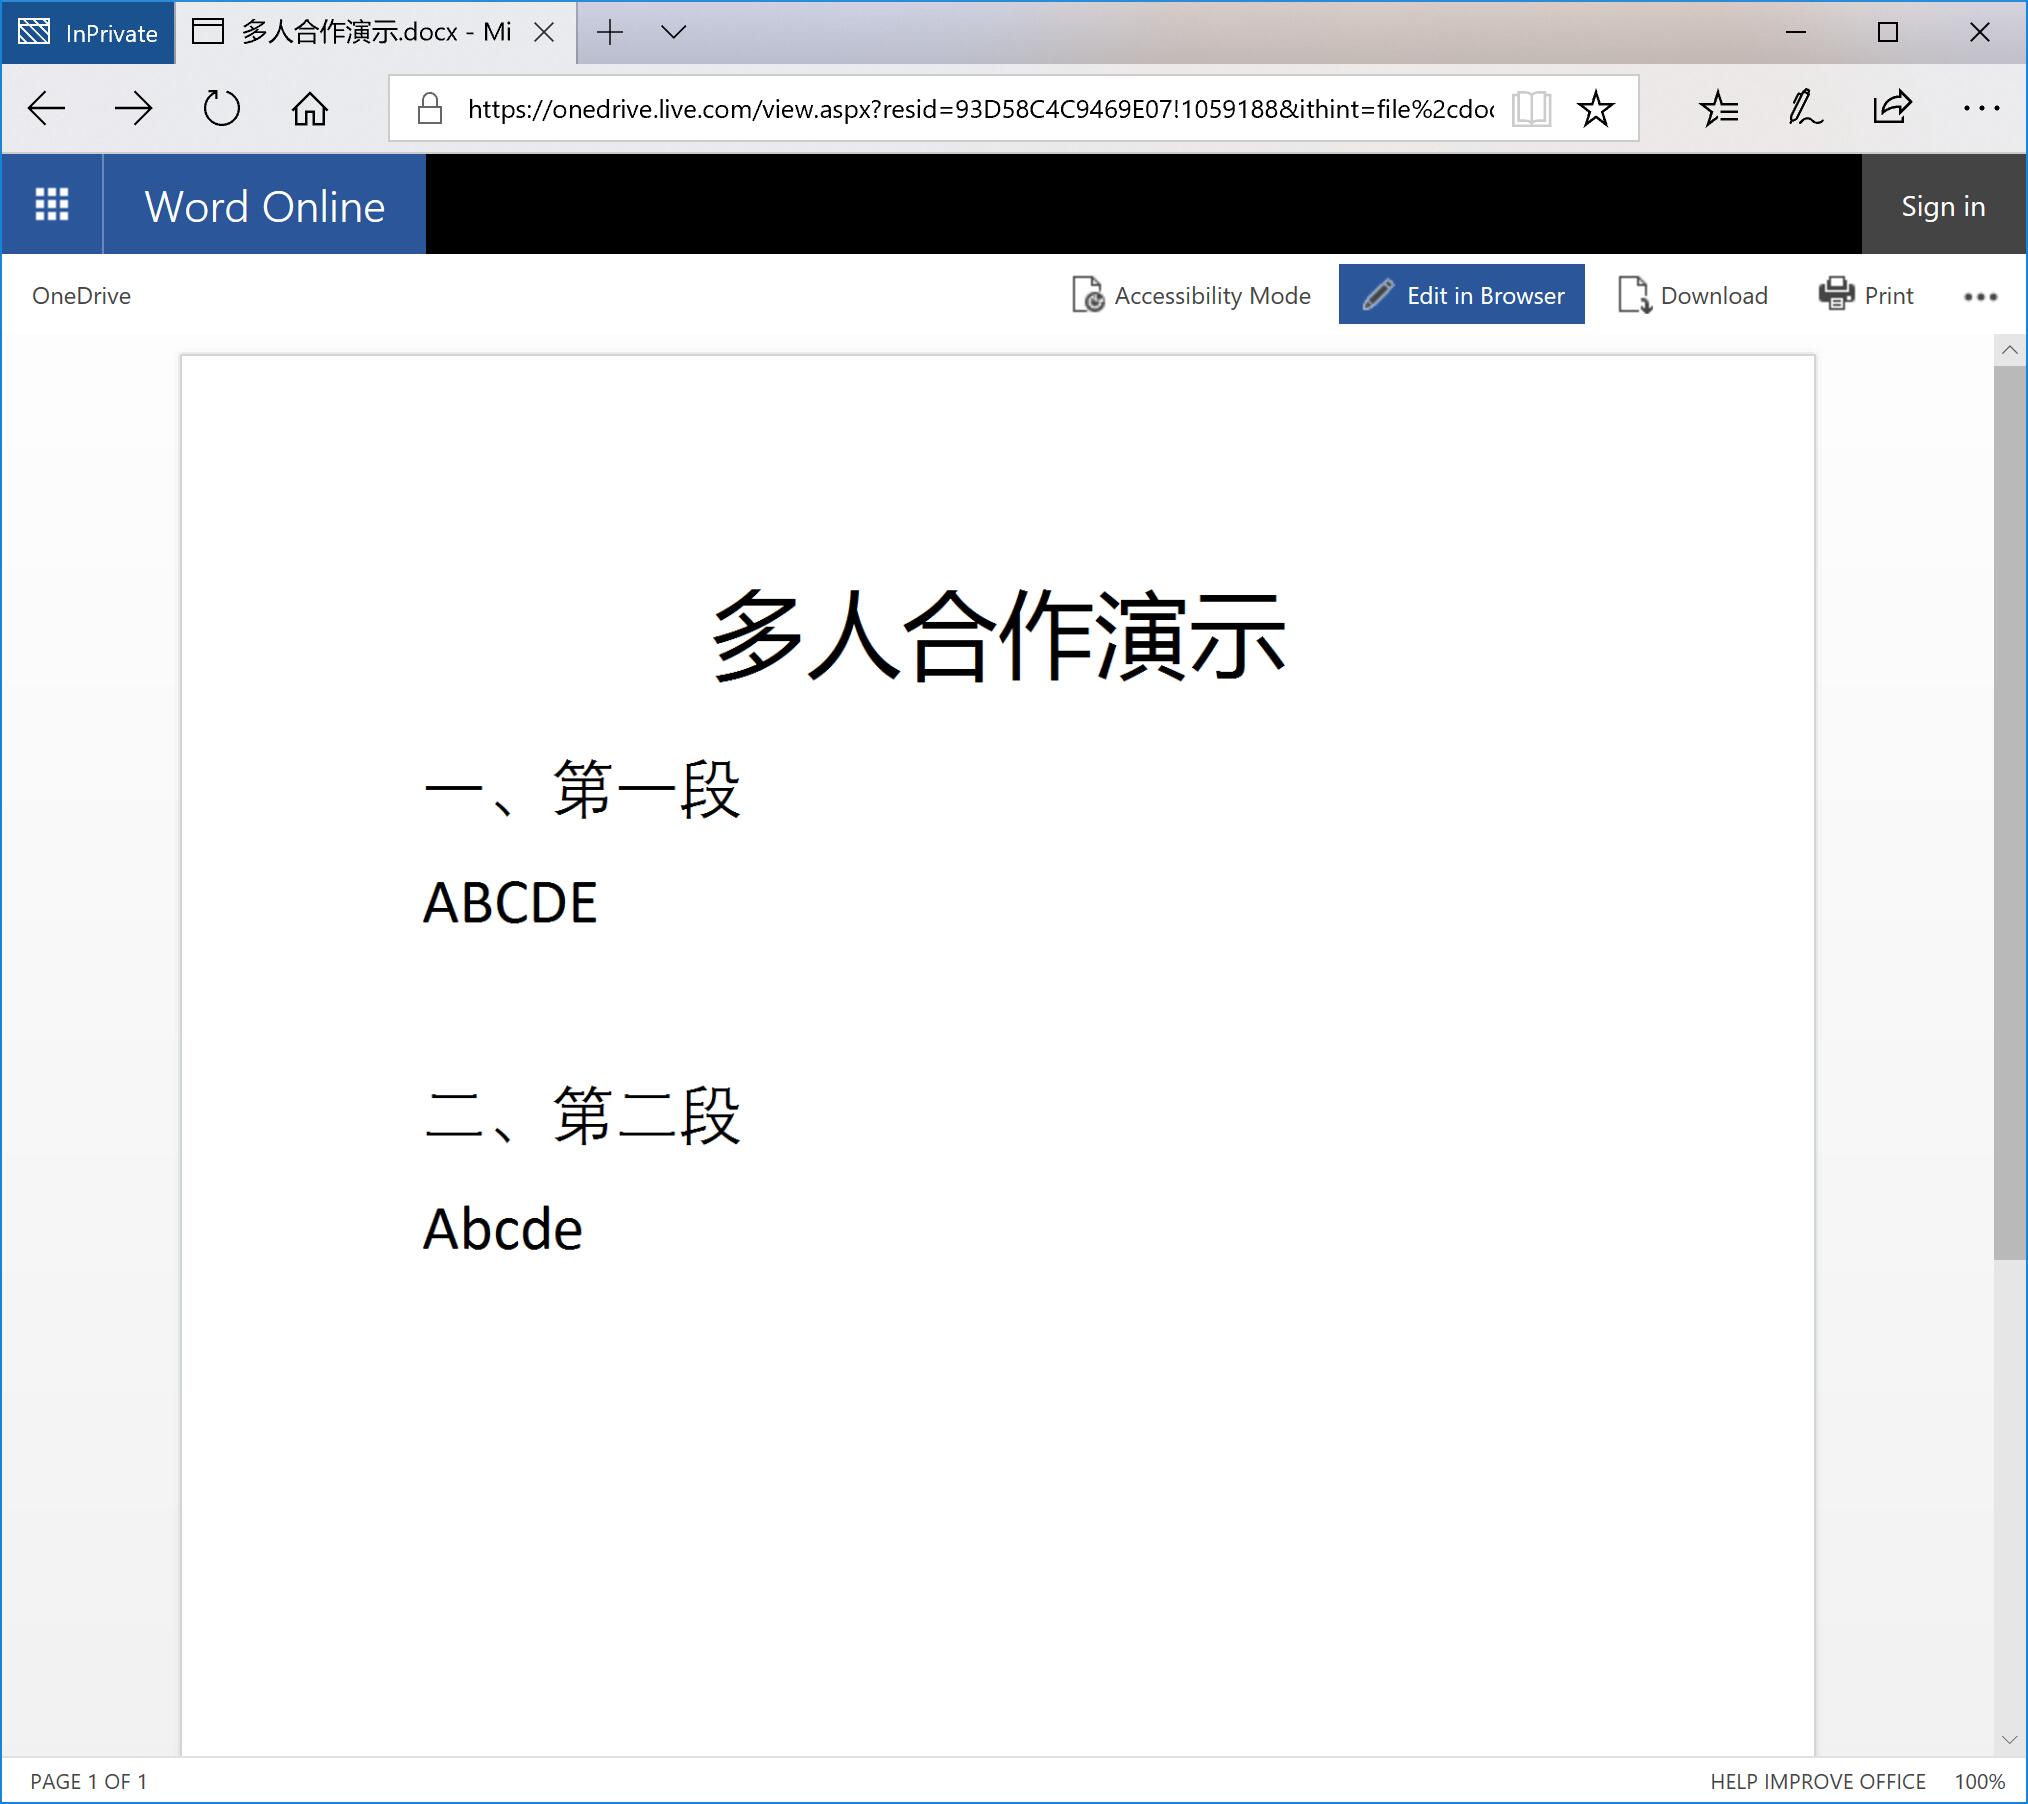 InPrivate
多人合作演示.docx - Mi
https://onedrive.live.com/view.aspx?resid=93D58C4C9469E07!1059188&ithint=file%2cdoc
Word Online
Sign in
OneDrive
Accessibility Mode
Edit in Browser
Download
Print
多人合作演示
一、第一段
ABCDE
二、第二段
Abcde
PAGE 1 OF 1
HELP IMPROVE OFFICE
100%